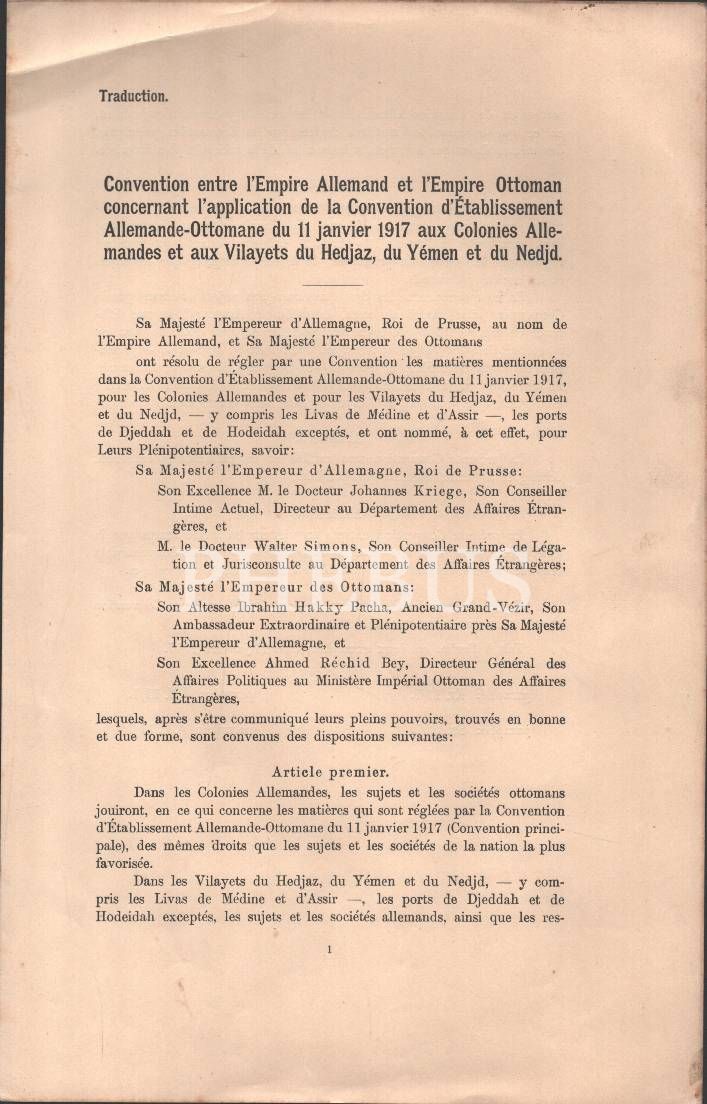 Traduction.
Convention entre l'Empire Allemand et l'Empire Ottoman
concernant l'application de la Convention d'Établissement
Allemande-Ottomane du 11 janvier 1917 aux Colonies Alle-
mandes et aux Vilayets du Hedjaz, du Yémen et du Nedjd.
Sa Majesté l'Empereur d'Allemagne, Roi de Prusse, au nom de
l'Empire Allemand, et Sa Majesté l'Empereur des Ottomans
ont résolu de régler par une Convention les matières mentionnées
dans la Convention d'Établissement Allemande-Ottomane du 11 janvier 1917,
pour les Colonies Allemandes et pour les Vilayets du Hedjaz, du Yémen
et du Nedjd, — y compris les Livas de Médine et d'Assir —, les ports
de Djeddah et de Hodeidah exceptés, et ont nommé, à cet effet, pour
Leurs Plénipotentiaires, savoir:
Sa Majesté l'Empereur d'Allemagne, Roi de Prusse:
Son Excellence M. le Docteur Johannes Kriege, Son Conseiller
Intime Actuel, Directeur au Département des Affaires Étran-
gères, et
M. le Docteur Walter Simons, Son Conseiller Intime de Léga-
tion et Jurisconsulte au Département des Affaires Étrangères;
PHEBUS
Sa Majesté l'Empereur des Ottomans:
Son Altesse Ibrahim Hakky Pacha, Ancien Grand-Vézir, Son
Ambassadeur Extraordinaire et Plénipotentiaire près Sa Majesté
l'Empereur d'Allemagne, et
Son Excellence Ahmed Réchid Bey, Directeur Général des
Affaires Politiques au Ministère Impérial Ottoman des Affaires
Étrangères,
lesquels, après s'être communiqué leurs pleins pouvoirs, trouvés en bonne
et due forme, sont convenus des dispositions suivantes:
Article premier.
Dans les Colonies Allemandes, les sujets et les sociétés ottomans
jouiront, en ce qui concerne les matières qui sont réglées par la Convention
d'Établissement Allemande-Ottomane du 11 janvier 1917 (Convention princi-
pale), des mêmes droits que les sujets et les sociétés de la nation la plus
favorisée.
Dans les Vilayets du Hedjaz, du Yémen et du Nedjd, — y com-
pris les Livas de Médine et d'Assir —, les ports de Djeddah et de
Hodeidah exceptés, les sujets et les sociétés allemands, ainsi que les res-
1